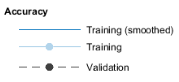 Accuracy
Training (smoothed)
Training
Validation